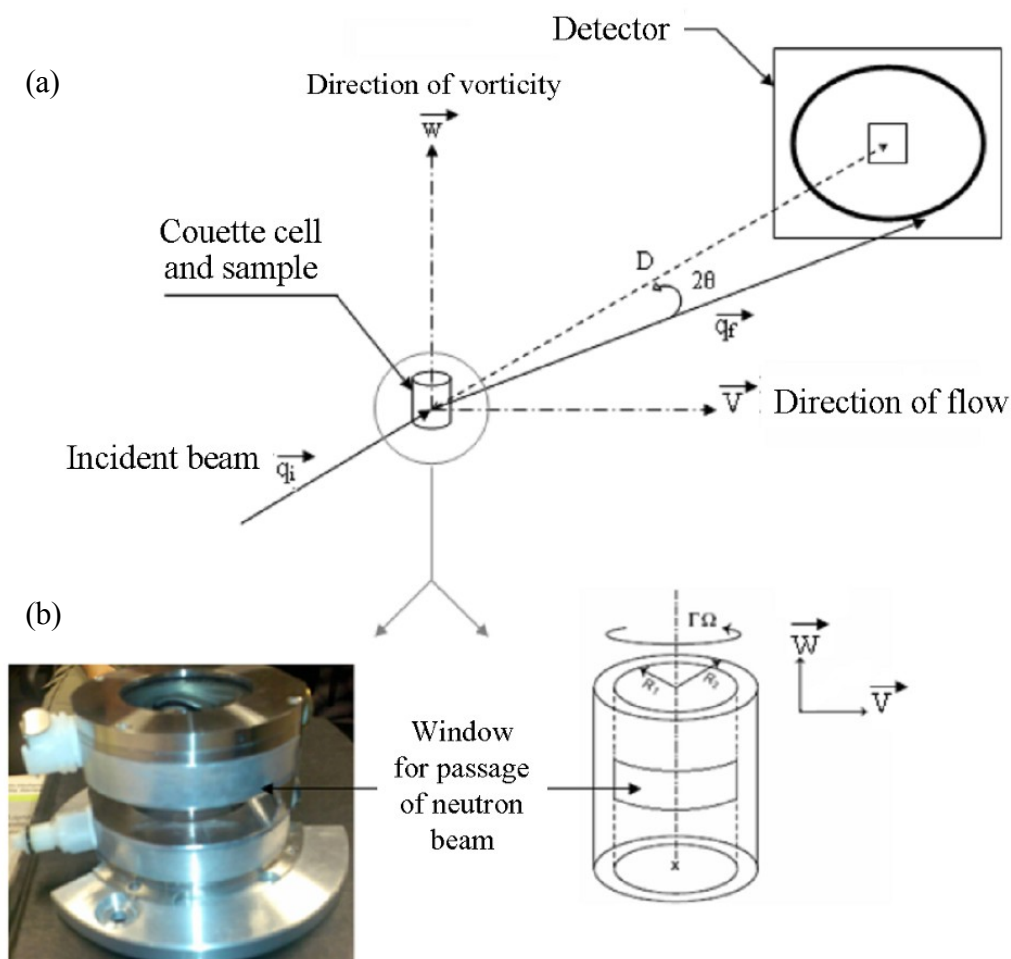 Detector
(a)
Direction of vorticity
W
Couette cell
and sample
D
2θ
q_f
V Direction of flow
Incident beam q_i
(b)
ΓΩ
R₁ R₂
W
V
Window
for passage
of neutron
beam
x